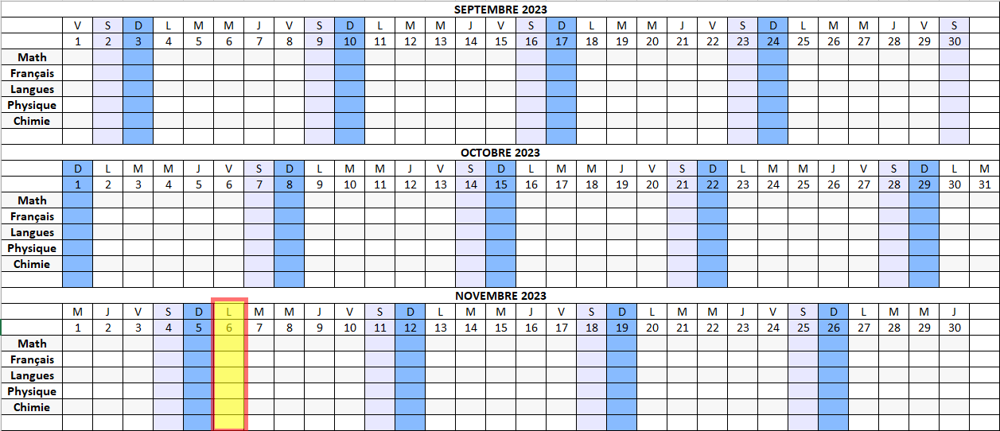 SEPTEMBRE 2023
V S D L M M J V S D L M M J V S D L M M J V S D L M M J V S
1 2 3 4 5 6 7 8 9 10 11 12 13 14 15 16 17 18 19 20 21 22 23 24 25 26 27 28 29 30
Math
Français
Langues
Physique
Chimie
OCTOBRE 2023
D L M M J V S D L M M J V S D L M M J V S D L M M J V S D L M
1 2 3 4 5 6 7 8 9 10 11 12 13 14 15 16 17 18 19 20 21 22 23 24 25 26 27 28 29 30 31
Math
Français
Langues
Physique
Chimie
NOVEMBRE 2023
M J V S D L M M J V S D L M M J V S D L M M J V S D L M M J
1 2 3 4 5 6 7 8 9 10 11 12 13 14 15 16 17 18 19 20 21 22 23 24 25 26 27 28 29 30
Math
Français
Langues
Physique
Chimie